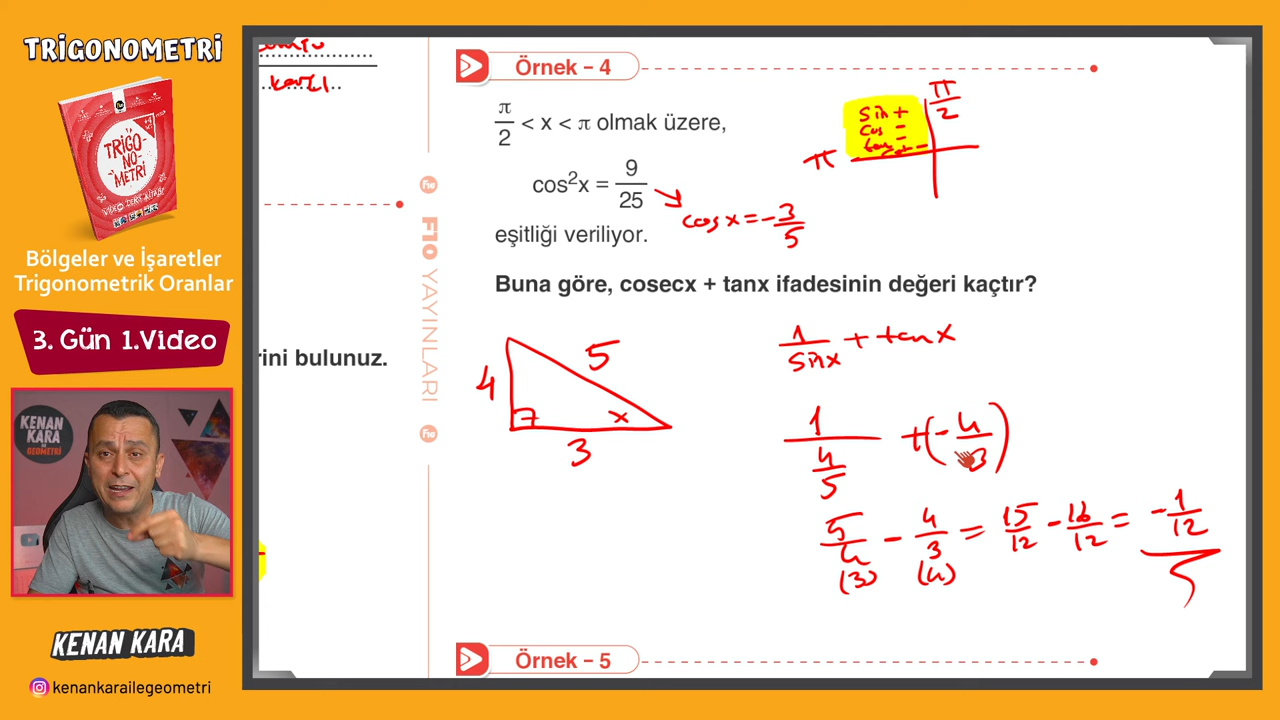 TRİGONOMETRİ
TRİGO-
NO-
METRİ
VİDEO DERS KİTABI
Bölgeler ve İşaretler
Trigonometrik Oranlar
3. Gün 1.Video
KENAN
KARA
GEOMETRİ
KENAN KARA
kenankarailegeometri
karşı
rini bulunuz.
F10 YAYINLARI
Örnek – 4
π/2 < x < π olmak üzere,
cos²x = 9/25
cosx = -3/5
eşitliği veriliyor.
sin +
cos -
tan -
π/2
π
Buna göre, cosecx + tanx ifadesinin değeri kaçtır?
4
5
x
3
1/sinx + tanx
1/(4/5) + (-4/3)
5/4 - 4/3 = 15/12 - 16/12 = -1/12
(3) (4)
Örnek – 5